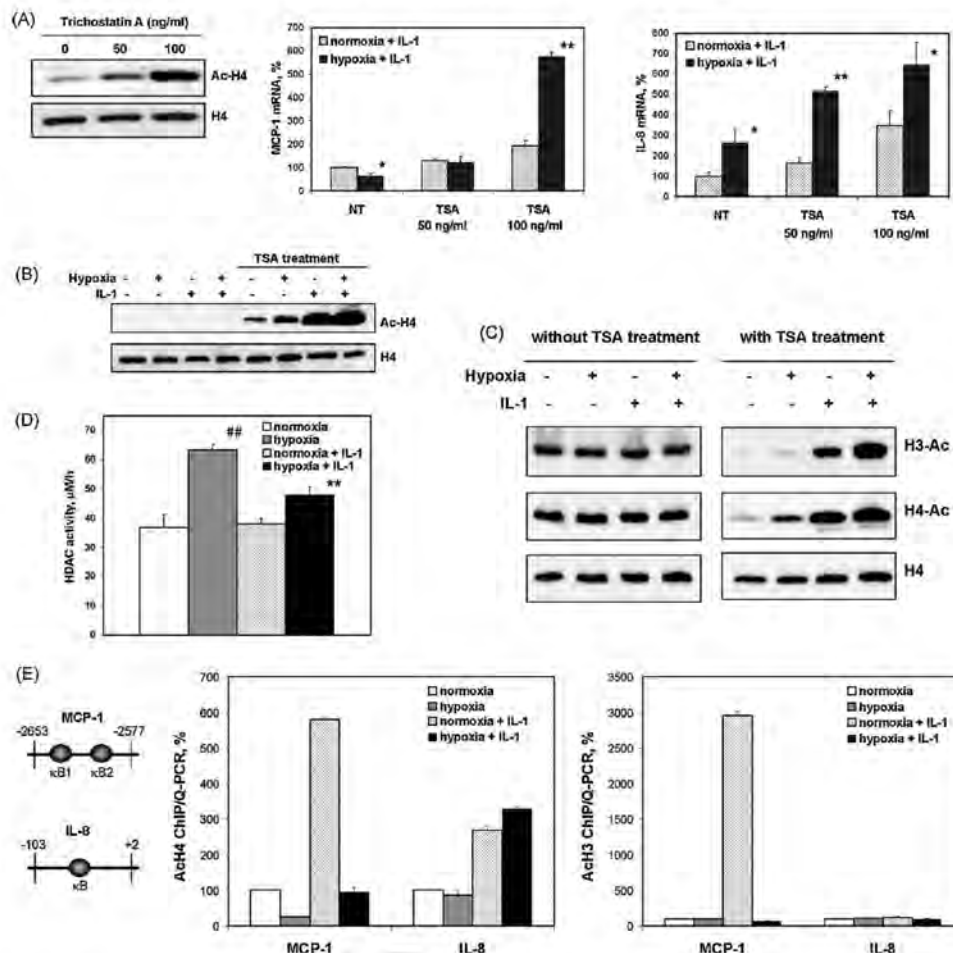 (A)
Trichostatin A (ng/ml)
0 50 100
Ac-H4
H4
MCP-1 mRNA, %
700
600
500
400
300
200
100
0
normoxia + IL-1
hypoxia + IL-1
*
**
NT
TSA
50 ng/ml
TSA
100 ng/ml
IL-8 mRNA, %
800
700
600
500
400
300
200
100
0
normoxia + IL-1
hypoxia + IL-1
*
**
*
NT
TSA
50 ng/ml
TSA
100 ng/ml
(B)
TSA treatment
Hypoxia - + - + - + - +
IL-1 - - + + - - + +
Ac-H4
H4
(C)
without TSA treatment
with TSA treatment
Hypoxia - + - + - + - +
IL-1 - - + + - - + +
H3-Ac
H4-Ac
H4
(D)
HDAC activity, µM/h
70
60
50
40
30
20
10
0
##
normoxia
hypoxia
normoxia + IL-1
hypoxia + IL-1
**
(E)
MCP-1
-2653 -2577
κB1 κB2
IL-8
-103 +2
κB
AcH4 ChIP/Q-PCR, %
700
600
500
400
300
200
100
0
normoxia
hypoxia
normoxia + IL-1
hypoxia + IL-1
MCP-1 IL-8
AcH3 ChIP/Q-PCR, %
3500
3000
2500
2000
1500
1000
500
0
normoxia
hypoxia
normoxia + IL-1
hypoxia + IL-1
MCP-1 IL-8